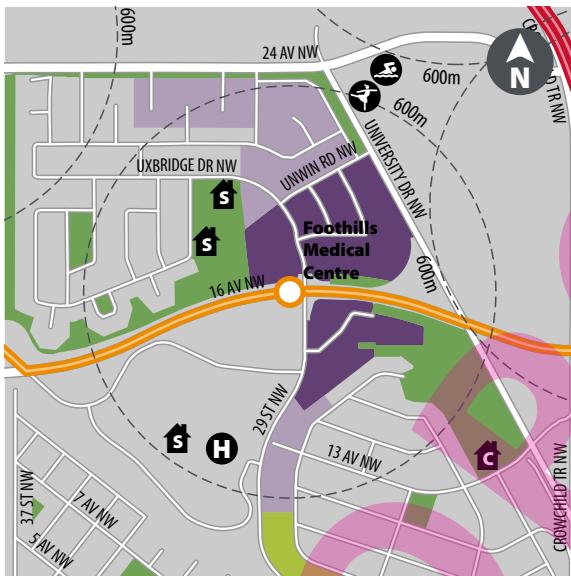 600m
24 AV NW
CROWCHILD TR NW
N
600m
600m
UNIVERSITY DR NW
UXBRIDGE DR NW
UNWIN RD NW
S
Foothills
Medical
Centre
S
600m
16 AV NW
29 ST NW
S
H
13 AV NW
C
37 ST NW
7 AV NW
5 AV NW
CROWCHILD TR NW